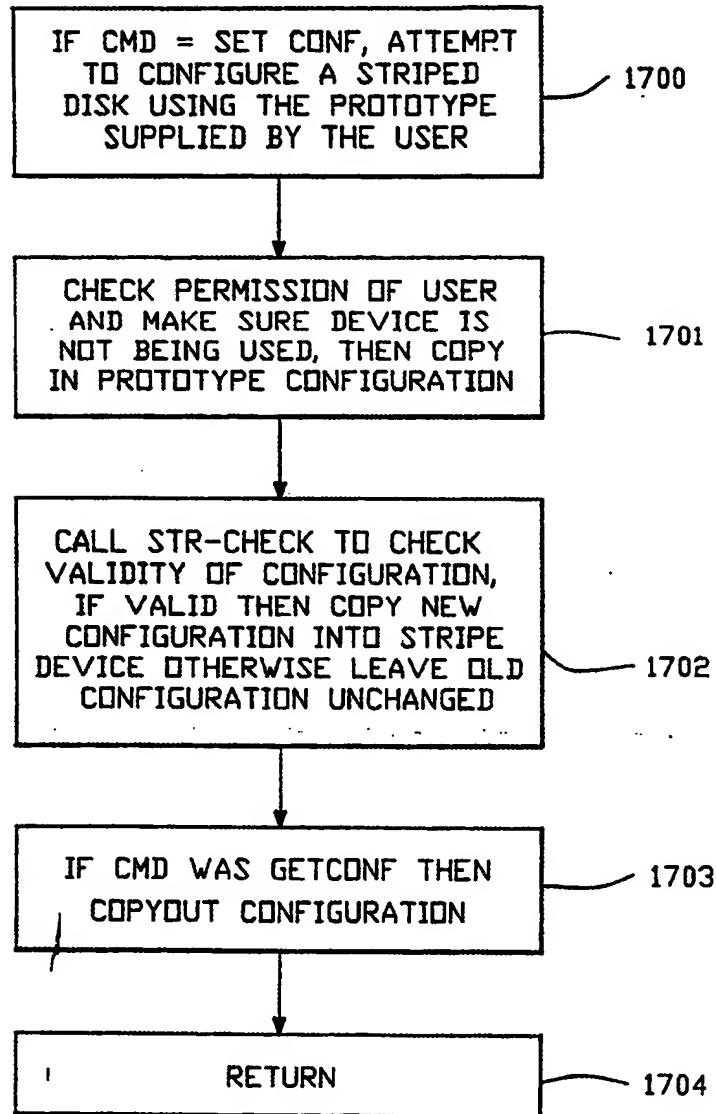 IF CMD = SET CONF, ATTEMPT
TO CONFIGURE A STRIPED
DISK USING THE PROTOTYPE
SUPPLIED BY THE USER
1700
CHECK PERMISSION OF USER
AND MAKE SURE DEVICE IS
NOT BEING USED, THEN COPY
IN PROTOTYPE CONFIGURATION
1701
CALL STR-CHECK TO CHECK
VALIDITY OF CONFIGURATION,
IF VALID THEN COPY NEW
CONFIGURATION INTO STRIPE
DEVICE OTHERWISE LEAVE OLD
CONFIGURATION UNCHANGED
1702
IF CMD WAS GETCONF THEN
COPYOUT CONFIGURATION
1703
RETURN
1704